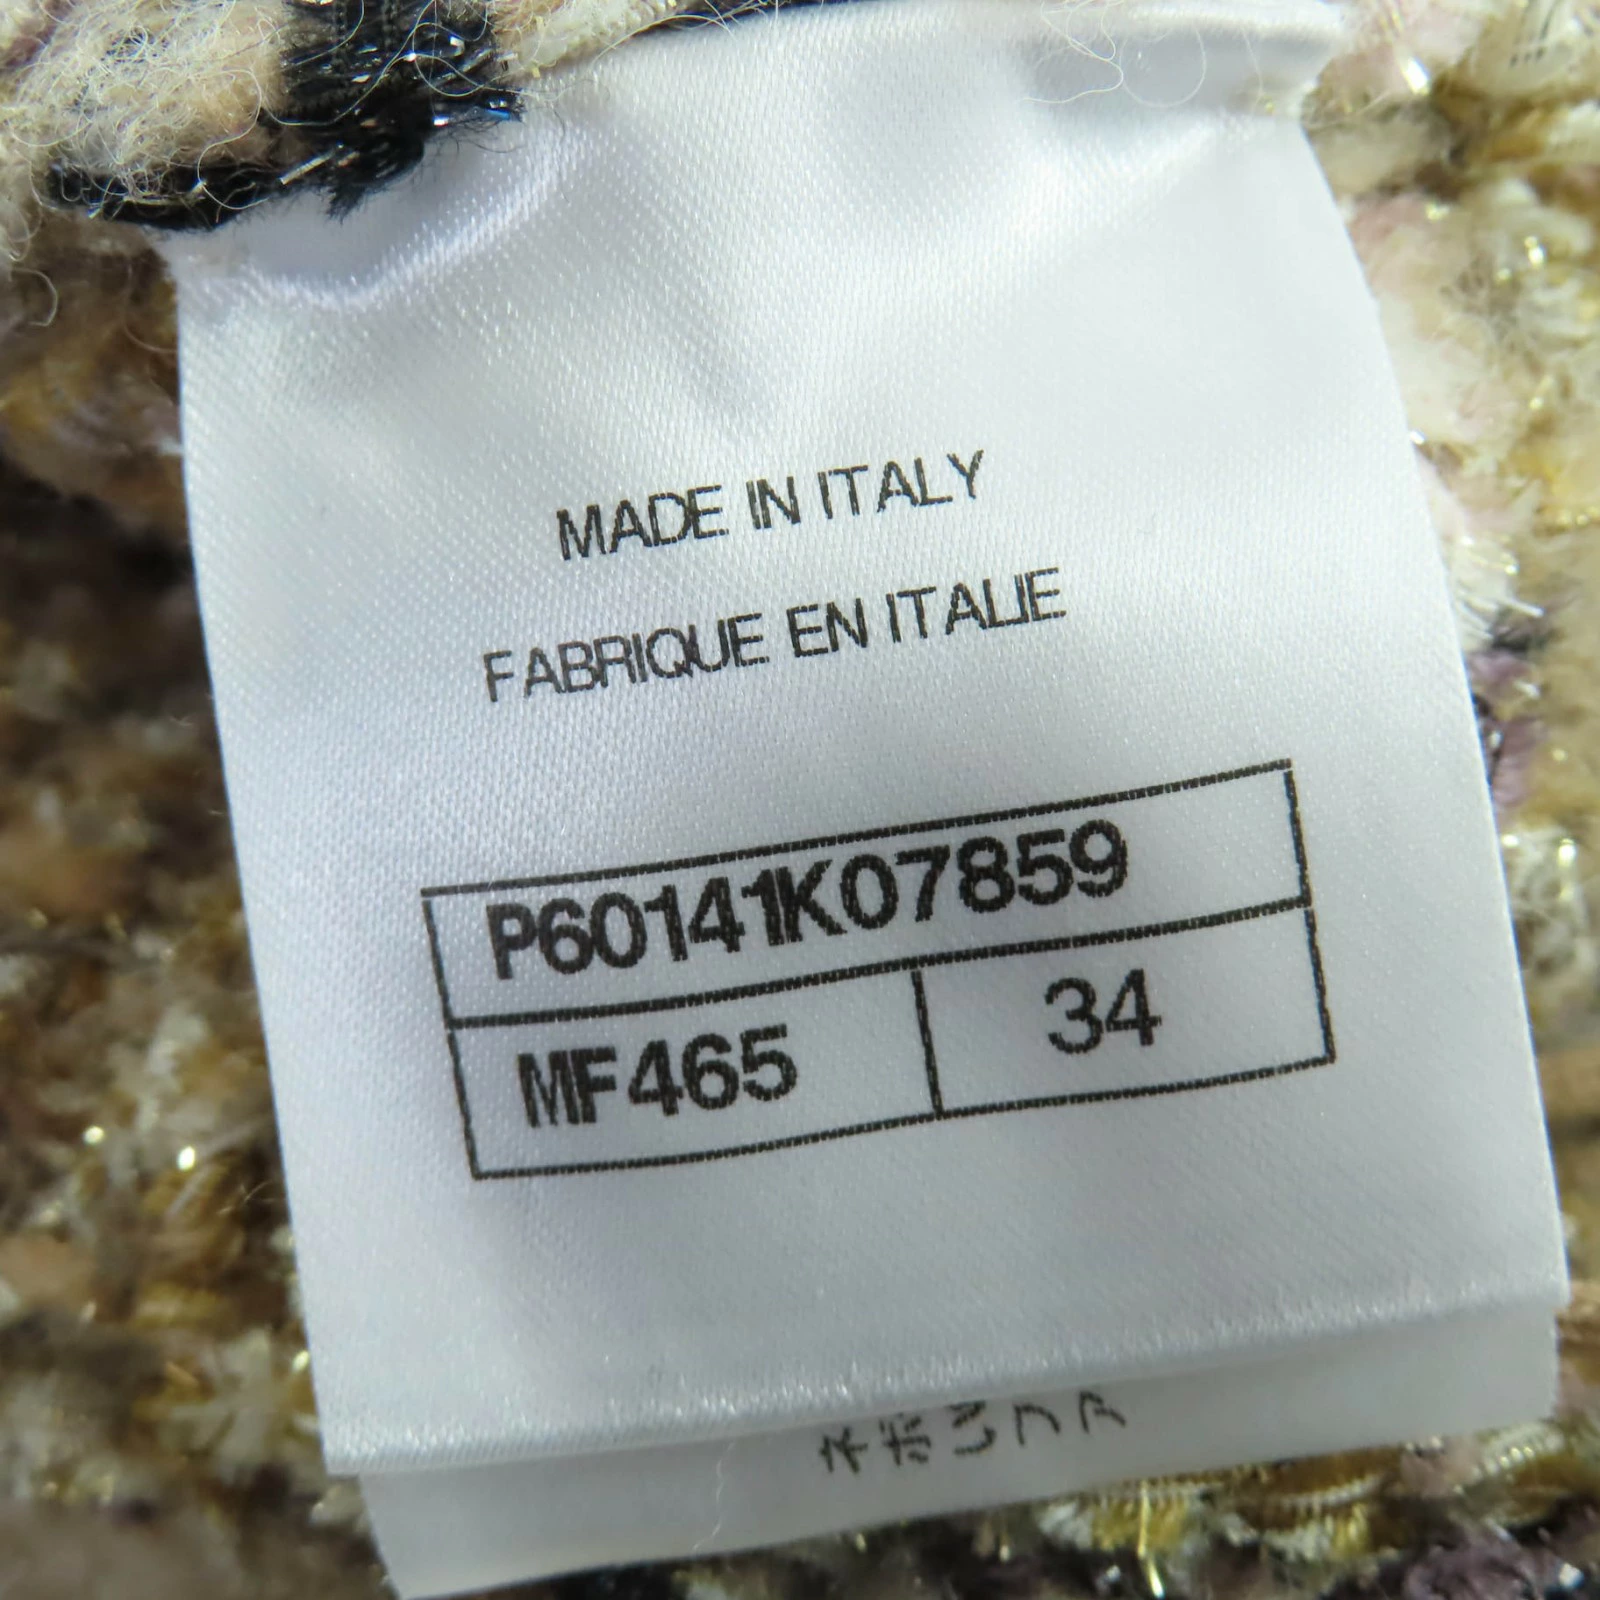 MADE IN ITALY
FABRIQUE EN ITALIE
P60141K07859
MF465 34